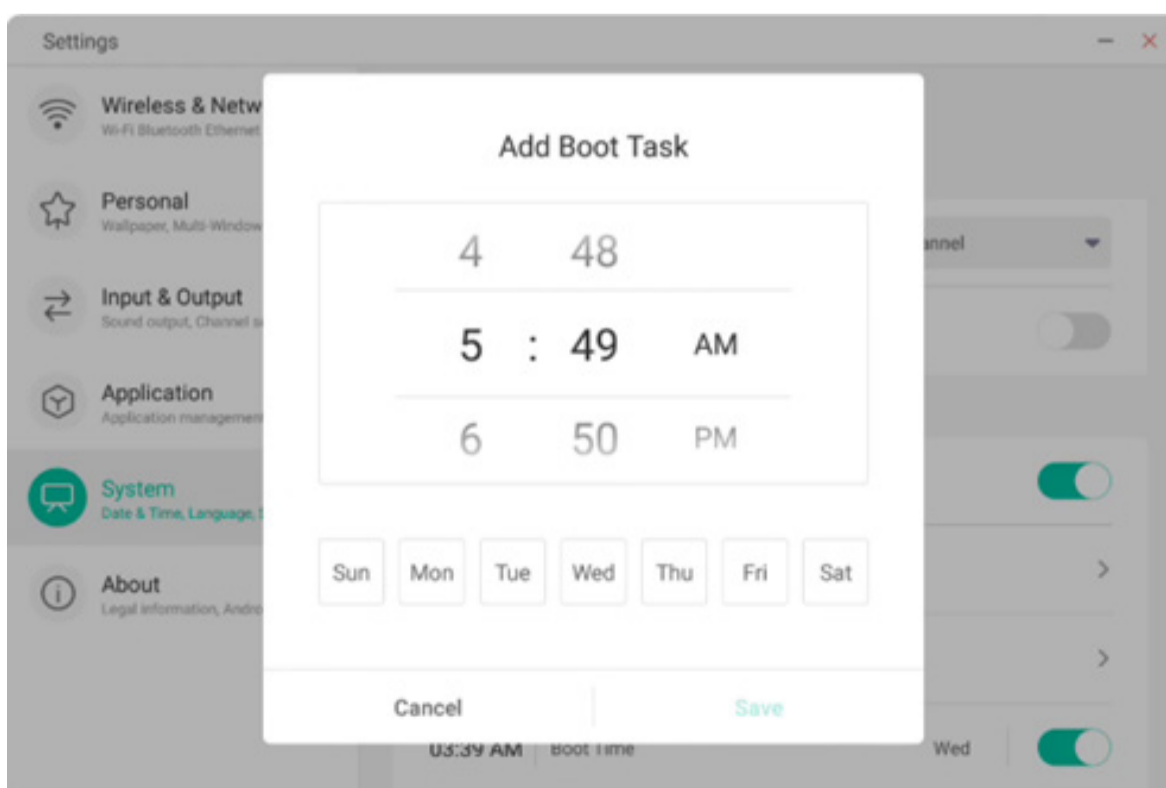 Settings
Wireless & Netw
Wi-Fi Bluetooth Ethernet
Personal
Wallpaper, Multi-Window
Input & Output
Sound output, Channel s
Application
Application management
System
Date & Time, Language, S
About
Legal information, Andro
Add Boot Task
4 48
5 : 49 AM
6 50 PM
Sun Mon Tue Wed Thu Fri Sat
Cancel Save
annel
03:39 AM Boot Time Wed